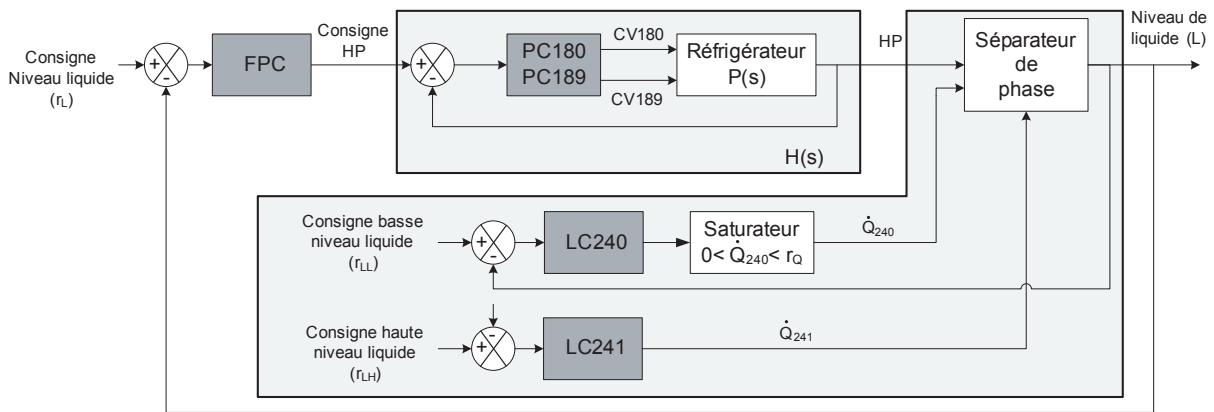 Consigne
Niveau liquide
(rL)
+
-
FPC
Consigne
HP
+
-
PC180
PC189
CV180
CV189
Réfrigérateur
P(s)
H(s)
HP
Séparateur
de
phase
Niveau de
liquide (L)
Consigne basse
niveau liquide
(rLL)
+
-
LC240
Saturateur
0< Q̇240< rQ
Q̇240
Consigne haute
niveau liquide
(rLH)
-
+
LC241
Q̇241